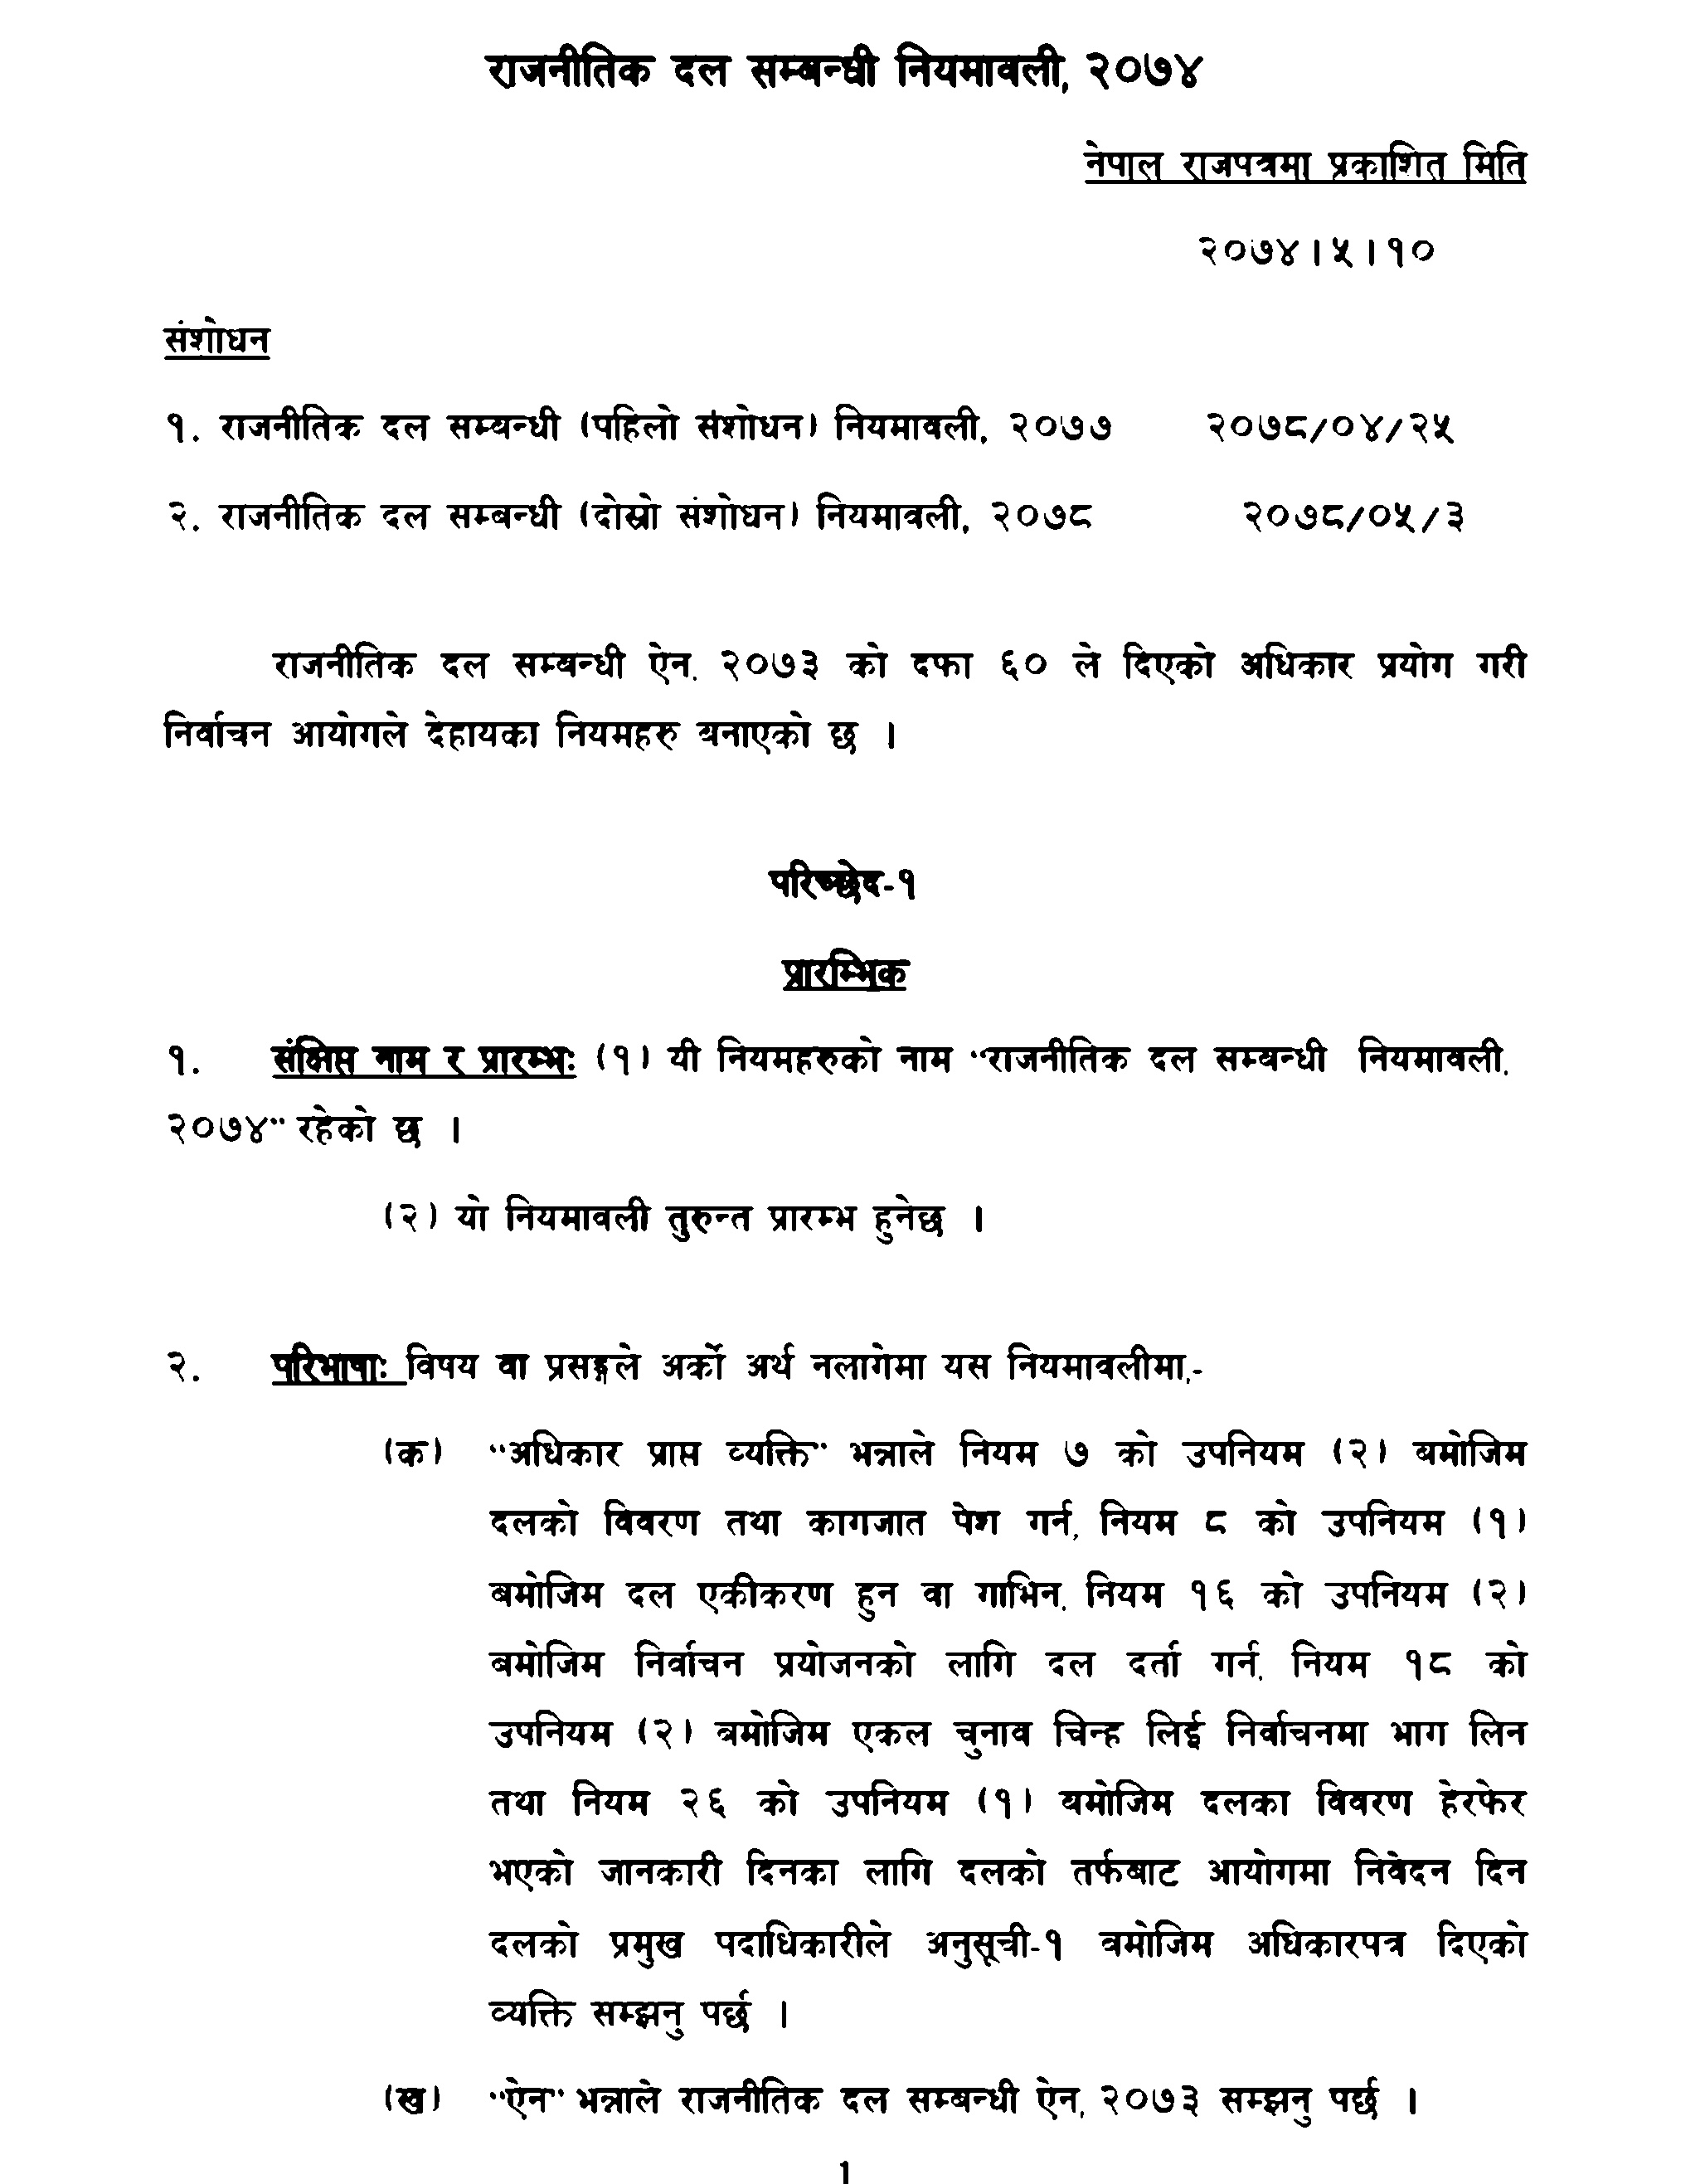 राजनीतिक दल सम्बन्धी नियमावली, २०७४
नेपाल राजपत्रमा प्रकाशित मिति
२०७४।५।१०
संशोधन
१. राजनीतिक दल सम्बन्धी (पहिलो संशोधन) नियमावली, २०७७ २०७८/०४/२५
२. राजनीतिक दल सम्बन्धी (दोस्रो संशोधन) नियमावली, २०७८ २०७८/०५/३
राजनीतिक दल सम्बन्धी ऐन, २०७३ को दफा ६० ले दिएको अधिकार प्रयोग गरी
निर्वाचन आयोगले देहायका नियमहरु बनाएको छ ।
परिच्छेद-१
प्रारम्भिक
१. संक्षिप्त नाम र प्रारम्भः (१) यी नियमहरुको नाम "राजनीतिक दल सम्बन्धी नियमावली,
२०७४" रहेको छ ।
(२) यो नियमावली तुरुन्त प्रारम्भ हुनेछ ।
२. परिभाषाः विषय वा प्रसङ्गले अर्को अर्थ नलागेमा यस नियमावलीमा,-
(क) "अधिकार प्राप्त व्यक्ति" भन्नाले नियम ७ को उपनियम (२) बमोजिम
दलको विवरण तथा कागजात पेश गर्न, नियम ८ को उपनियम (१)
बमोजिम दल एकीकरण हुन वा गाभिन, नियम १६ को उपनियम (२)
बमोजिम निर्वाचन प्रयोजनको लागि दल दर्ता गर्न, नियम १८ को
उपनियम (२) बमोजिम एकल चुनाव चिन्ह लिई निर्वाचनमा भाग लिन
तथा नियम २६ को उपनियम (१) बमोजिम दलका विवरण हेरफेर
भएको जानकारी दिनका लागि दलको तर्फबाट आयोगमा निवेदन दिन
दलको प्रमुख पदाधिकारीले अनुसूची-१ बमोजिम अधिकारपत्र दिएको
व्यक्ति सम्झनु पर्छ ।
(ख) "ऐन" भन्नाले राजनीतिक दल सम्बन्धी ऐन, २०७३ सम्झनु पर्छ ।
1